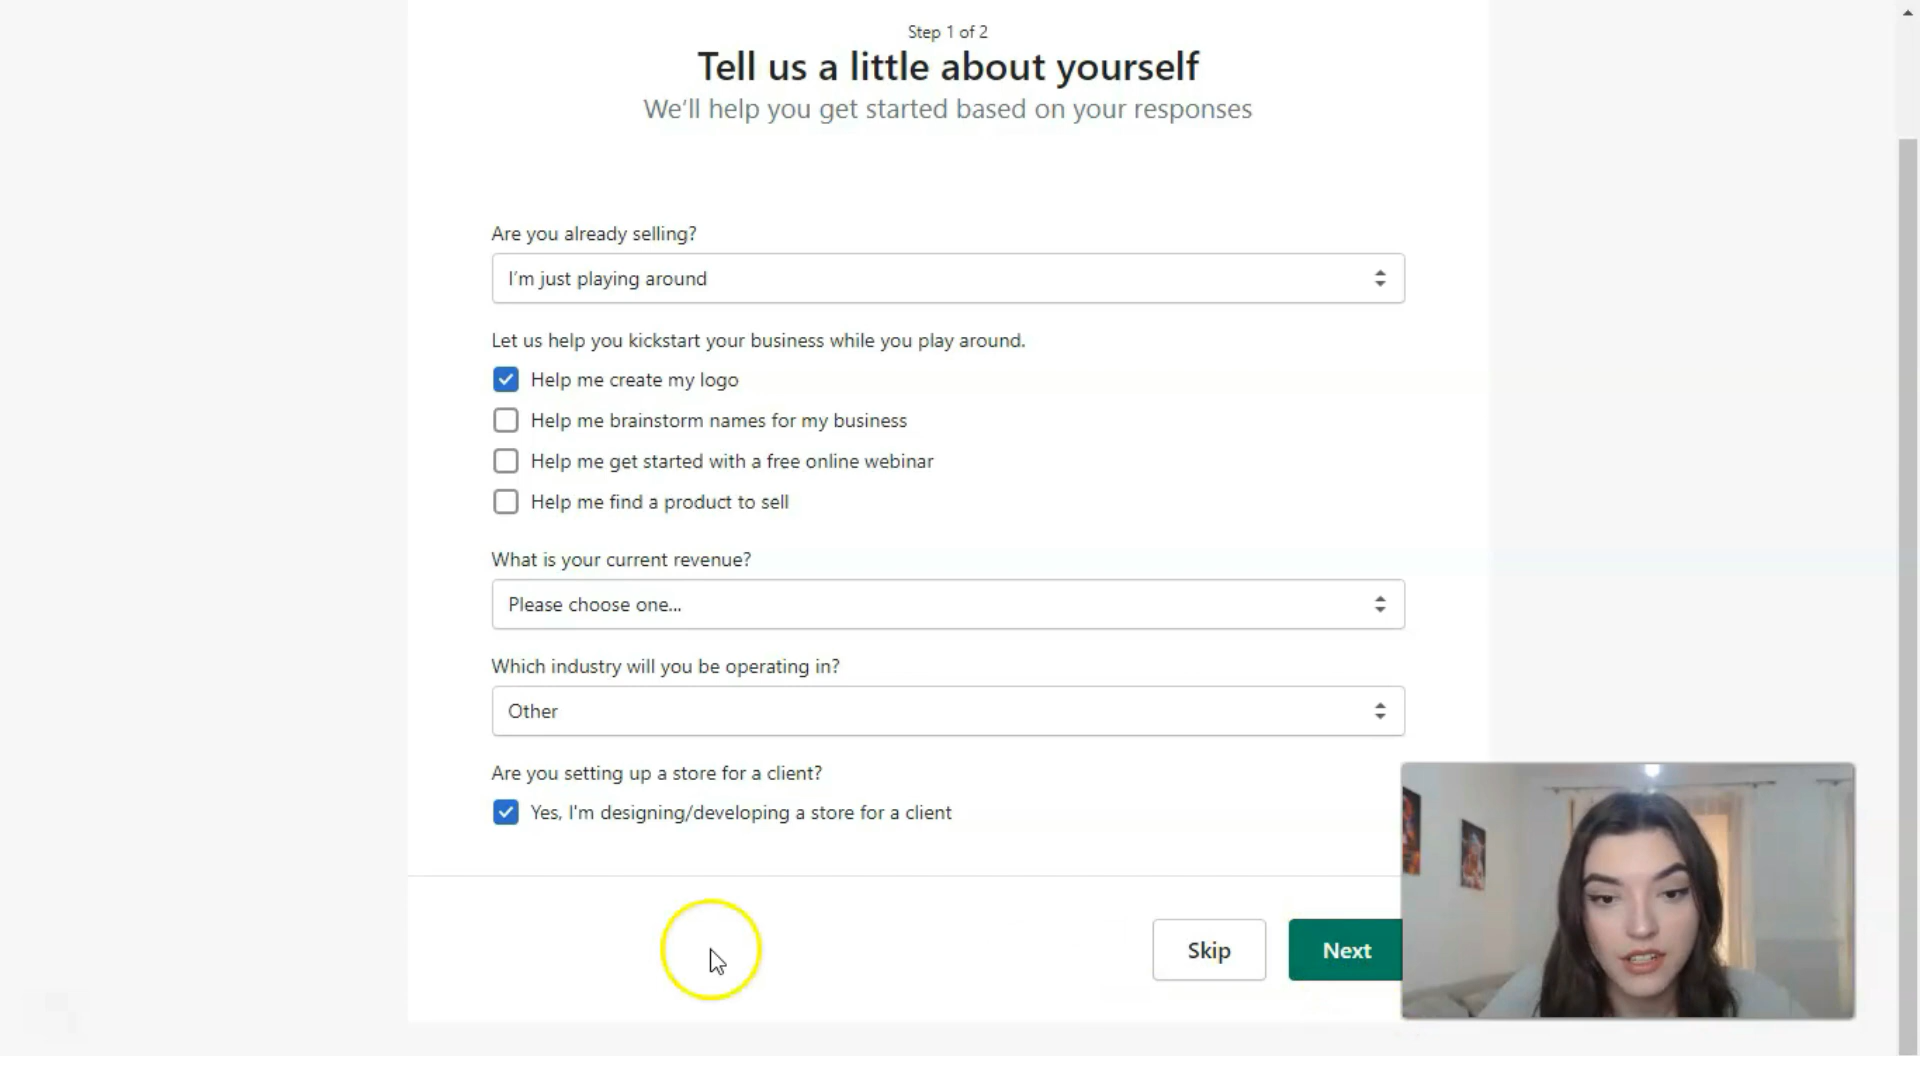 Step 1 of 2
Tell us a little about yourself
We’ll help you get started based on your responses
Are you already selling?
I’m just playing around
Let us help you kickstart your business while you play around.
Help me create my logo
Help me brainstorm names for my business
Help me get started with a free online webinar
Help me find a product to sell
What is your current revenue?
Please choose one...
Which industry will you be operating in?
Other
Are you setting up a store for a client?
Yes, I'm designing/developing a store for a client
Skip
Next